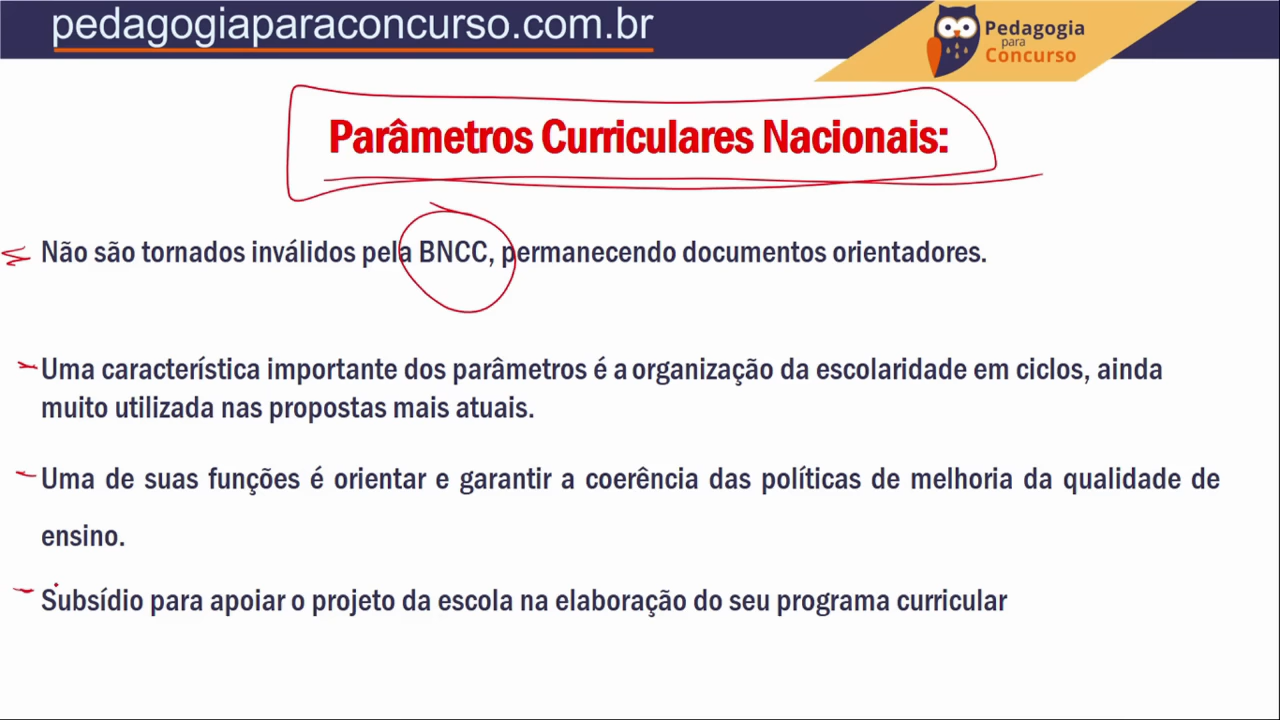 pedagogiaparaconcurso.com.br
Pedagogia
para
Concurso
Parâmetros Curriculares Nacionais:
Não são tornados inválidos pela BNCC, permanecendo documentos orientadores.
Uma característica importante dos parâmetros é a organização da escolaridade em ciclos, ainda
muito utilizada nas propostas mais atuais.
Uma de suas funções é orientar e garantir a coerência das políticas de melhoria da qualidade de
ensino.
Subsídio para apoiar o projeto da escola na elaboração do seu programa curricular